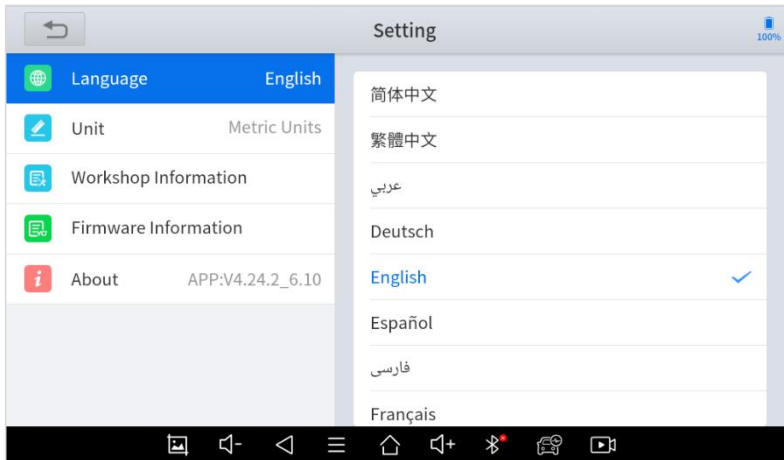 Setting
100%
Language English
Unit Metric Units
Workshop Information
Firmware Information
About APP:V4.24.2_6.10
简体中文
繁體中文
عربي
Deutsch
English
Español
فارسی
Français